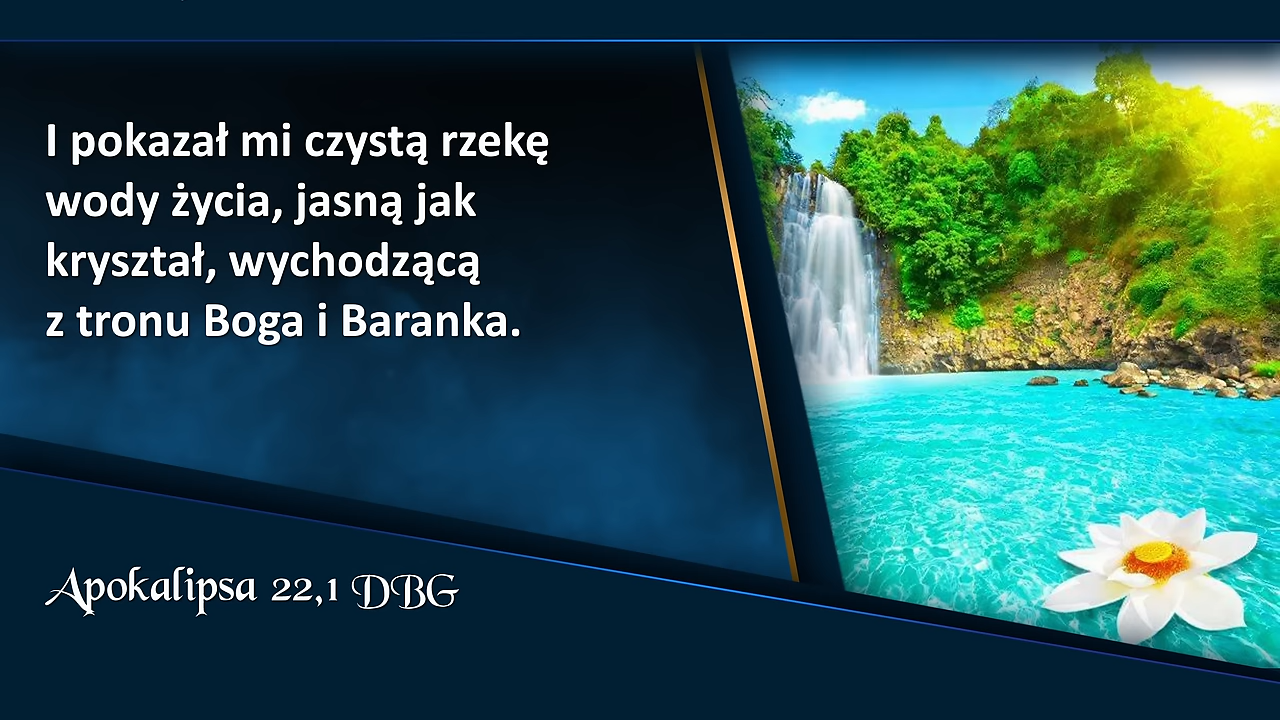 I pokazał mi czystą rzekę
wody życia, jasną jak
kryształ, wychodzącą
z tronu Boga i Baranka.
Apokalipsa 22,1 DBG